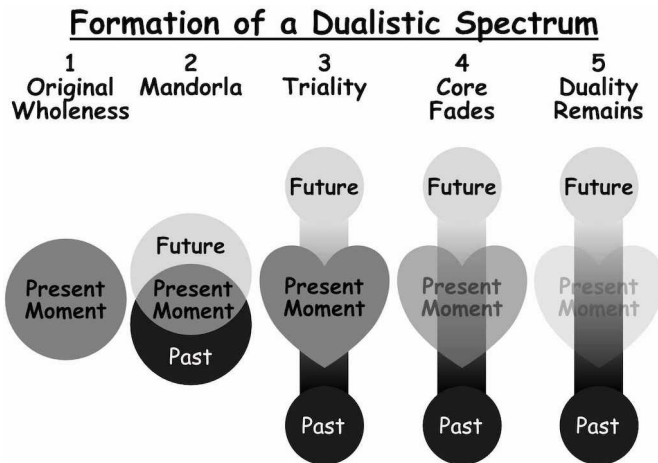 Formation of a Dualistic Spectrum
1
Original
Wholeness
2
Mandorla
3
Triality
4
Core
Fades
5
Duality
Remains
Present
Moment
Future
Present
Moment
Past
Future
Present
Moment
Past
Future
Present
Moment
Past
Future
Present
Moment
Past